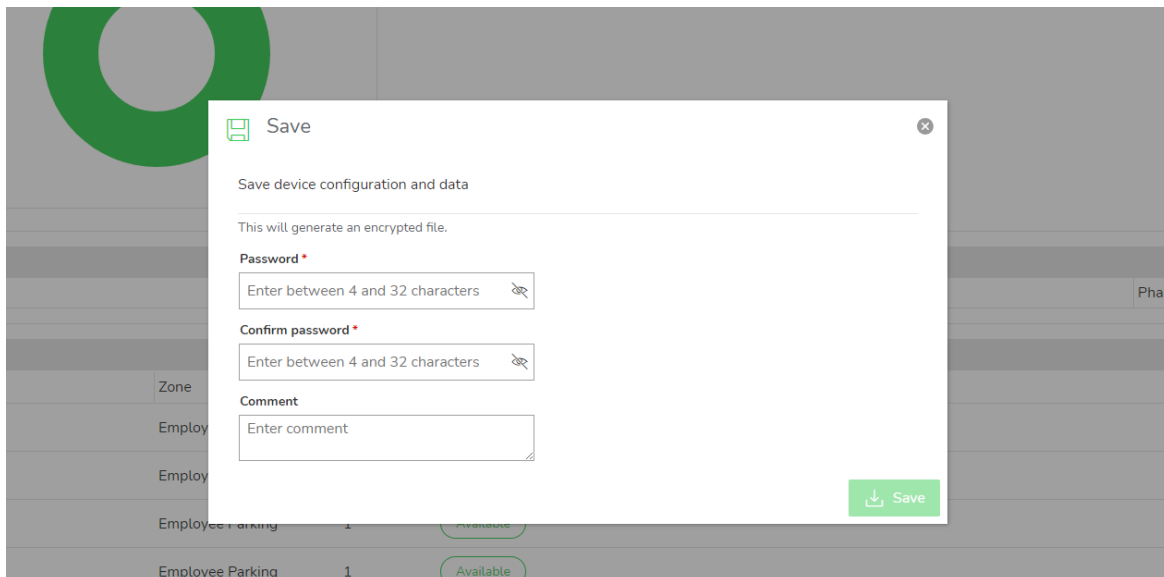 Save
Save device configuration and data
This will generate an encrypted file.
Password *
Enter between 4 and 32 characters
Confirm password *
Enter between 4 and 32 characters
Comment
Enter comment
Save
Pha
Zone
Employ
Employ
Employee Parking 1 Available
Employee Parking 1 Available